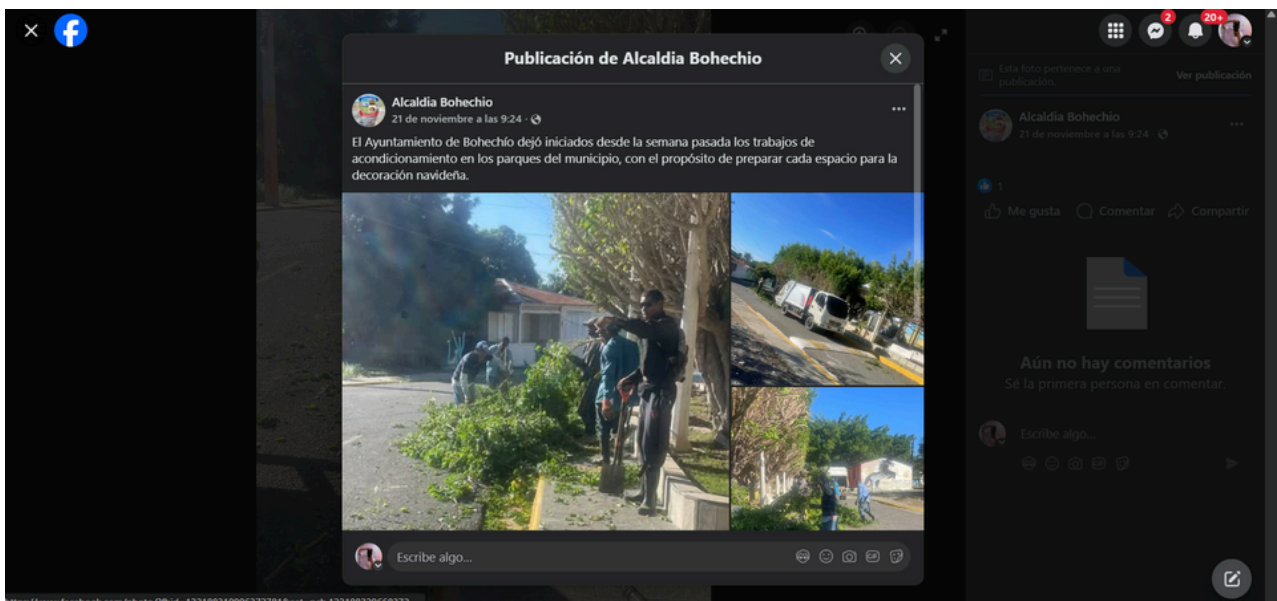 Publicación de Alcaldia Bohechio
Alcaldia Bohechio
21 de noviembre a las 9:24 ·
El Ayuntamiento de Bohechío dejó iniciados desde la semana pasada los trabajos de
acondicionamiento en los parques del municipio, con el propósito de preparar cada espacio para la
decoración navideña.
Escribe algo...
2
20+
Esta foto pertenece a una
publicación.
Ver publicación
Alcaldia Bohechio
21 de noviembre a las 9:24 ·
1
Me gusta
Comentar
Compartir
Aún no hay comentarios
Sé la primera persona en comentar.
Escribe algo...